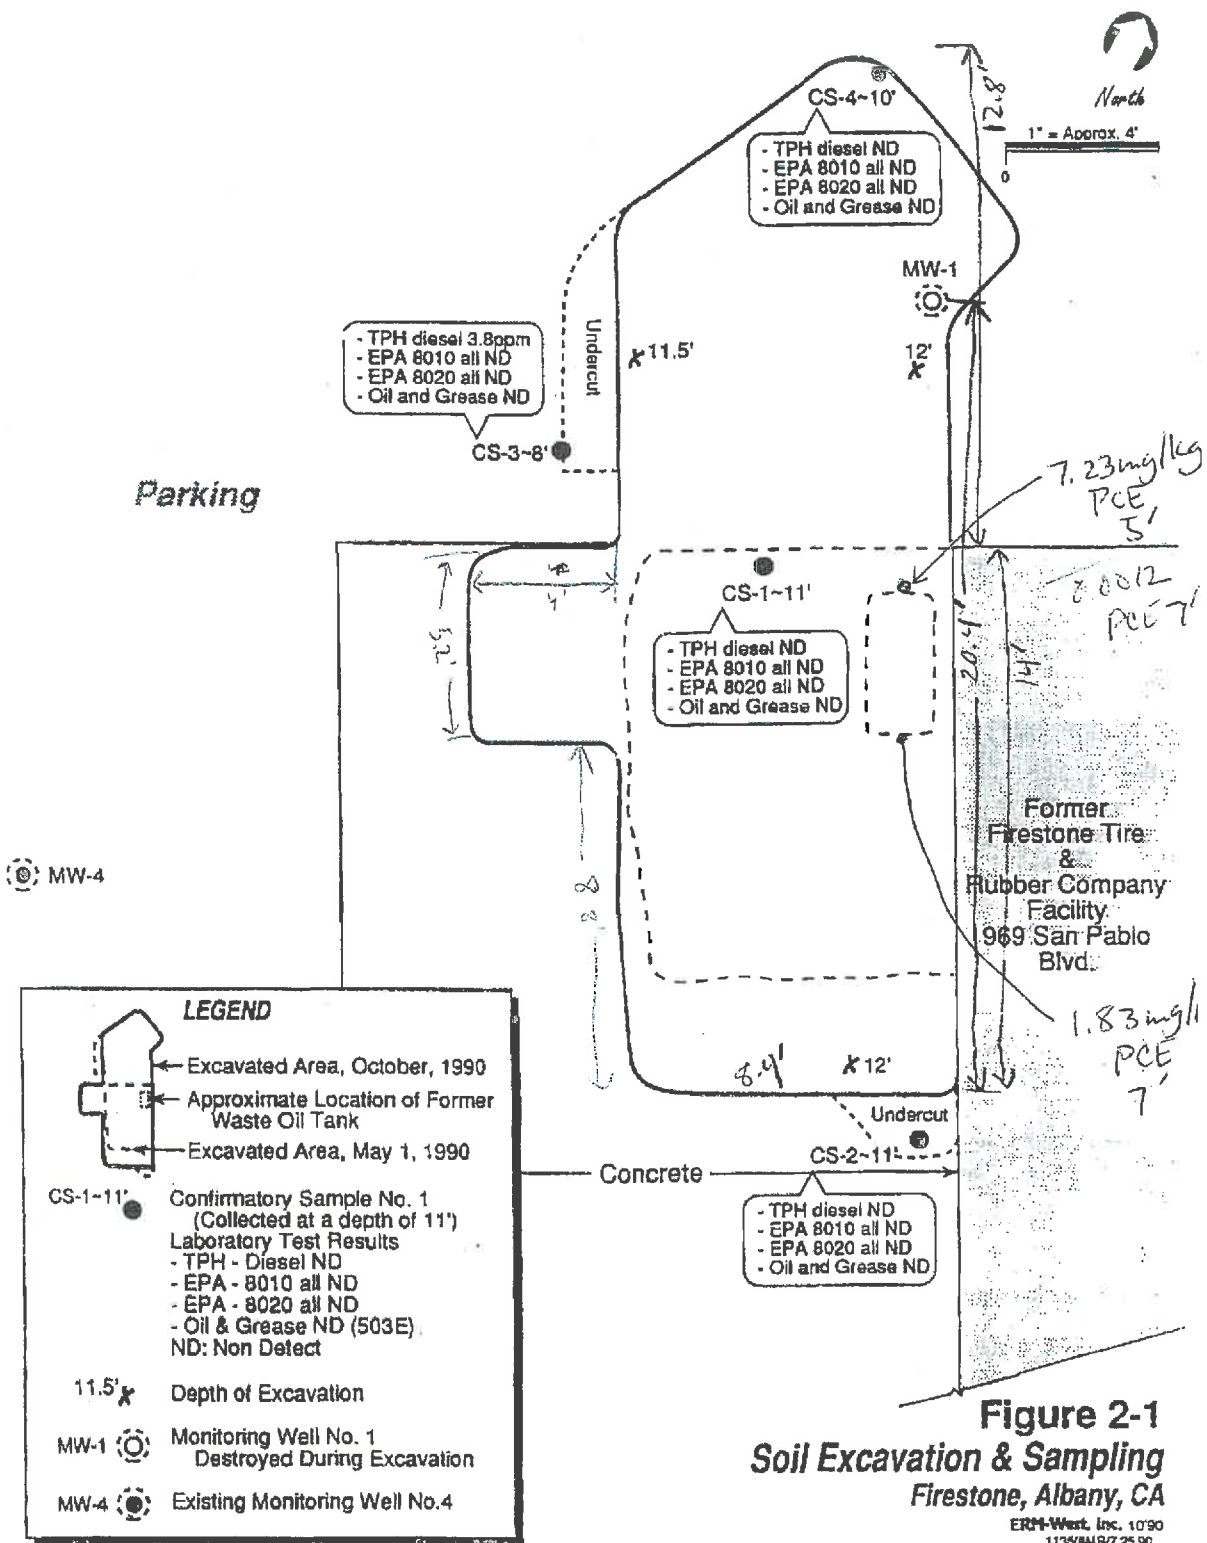 North
1" = Approx. 4'
0
12.8'
CS-4~10'
- TPH diesel ND
- EPA 8010 all ND
- EPA 8020 all ND
- Oil and Grease ND
MW-1
Undercut
11.5'
12'
- TPH diesel 3.8ppm
- EPA 8010 all ND
- EPA 8020 all ND
- Oil and Grease ND
CS-3~8'
Parking
7.23mg/kg
PCE
5'
PCE 7'
CS-1~11'
- TPH diesel ND
- EPA 8010 all ND
- EPA 8020 all ND
- Oil and Grease ND
5.2'
20.4'
14'
MW-4
Former
Firestone Tire
&
Rubber Company
Facility
969 San Pablo
Blvd.
1.83mg/
PCE
7'
8.4'
12'
Undercut
CS-2~11'
Concrete
- TPH diesel ND
- EPA 8010 all ND
- EPA 8020 all ND
- Oil and Grease ND
LEGEND
Excavated Area, October, 1990
Approximate Location of Former
Waste Oil Tank
Excavated Area, May 1, 1990
CS-1~11'
Confirmatory Sample No. 1
(Collected at a depth of 11')
Laboratory Test Results
- TPH - Diesel ND
- EPA - 8010 all ND
- EPA - 8020 all ND
- Oil & Grease ND (503E)
ND: Non Detect
11.5'
Depth of Excavation
MW-1
Monitoring Well No. 1
Destroyed During Excavation
MW-4
Existing Monitoring Well No.4
Figure 2-1
Soil Excavation & Sampling
Firestone, Albany, CA
ERM-West, Inc. 10'90